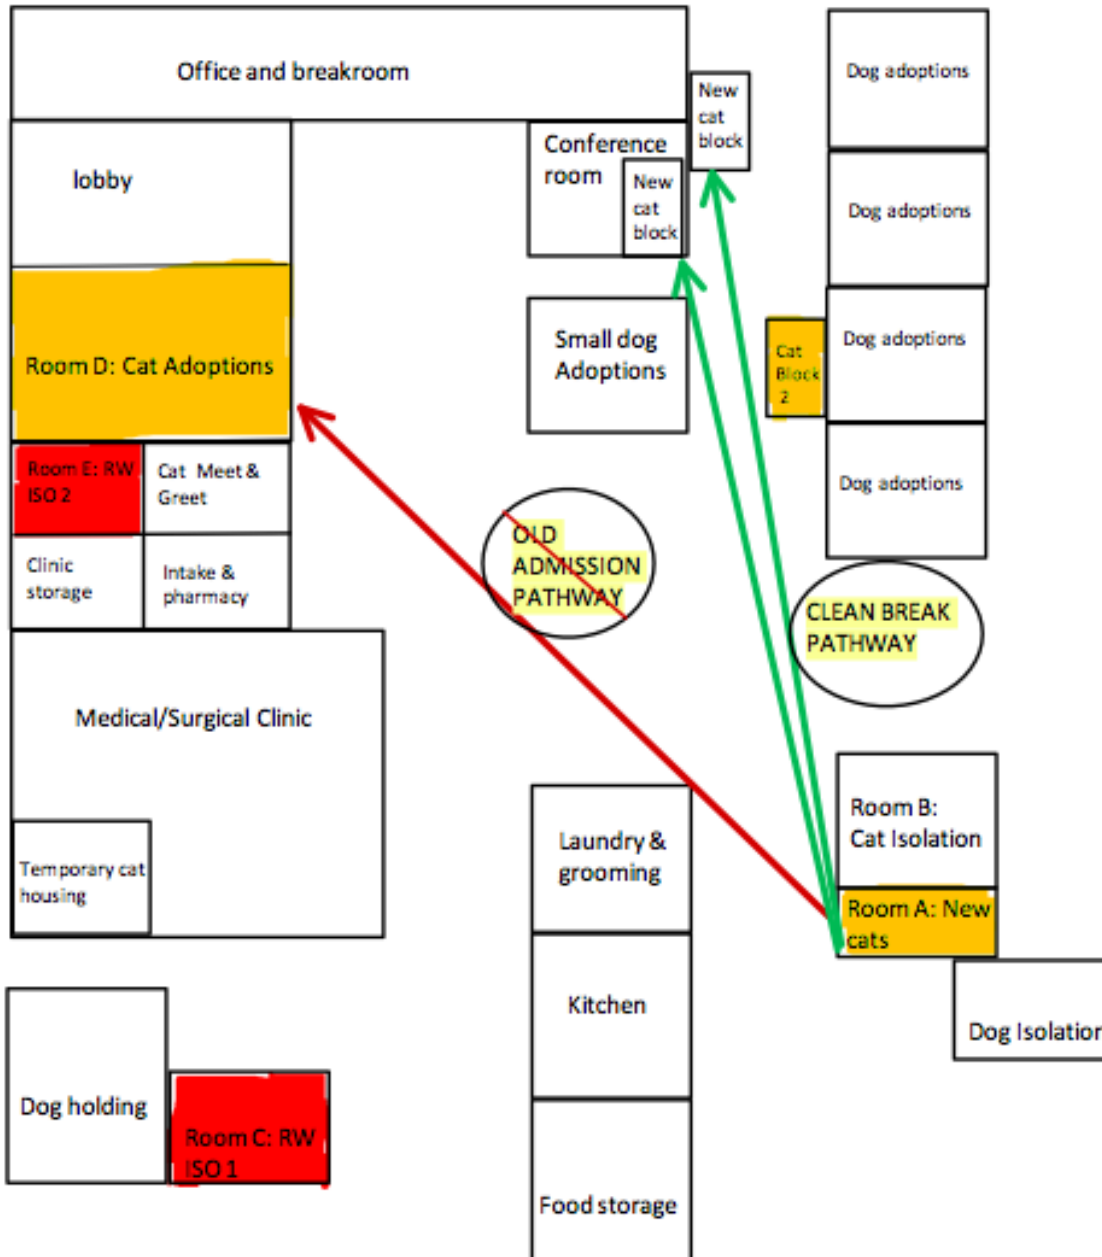 Office and breakroom
New
cat
block
Dog adoptions
lobby
Conference
room
New
cat
block
Dog adoptions
Room D: Cat Adoptions
Small dog
Adoptions
Cat
Block
2
Dog adoptions
Room E: RW
ISO 2
Cat Meet &
Greet
Dog adoptions
Clinic
storage
Intake &
pharmacy
OLD
ADMISSION
PATHWAY
CLEAN BREAK
PATHWAY
Medical/Surgical Clinic
Temporary cat
housing
Laundry &
grooming
Room B:
Cat Isolation
Room A: New
cats
Kitchen
Dog Isolation
Dog holding
Room C: RW
ISO 1
Food storage